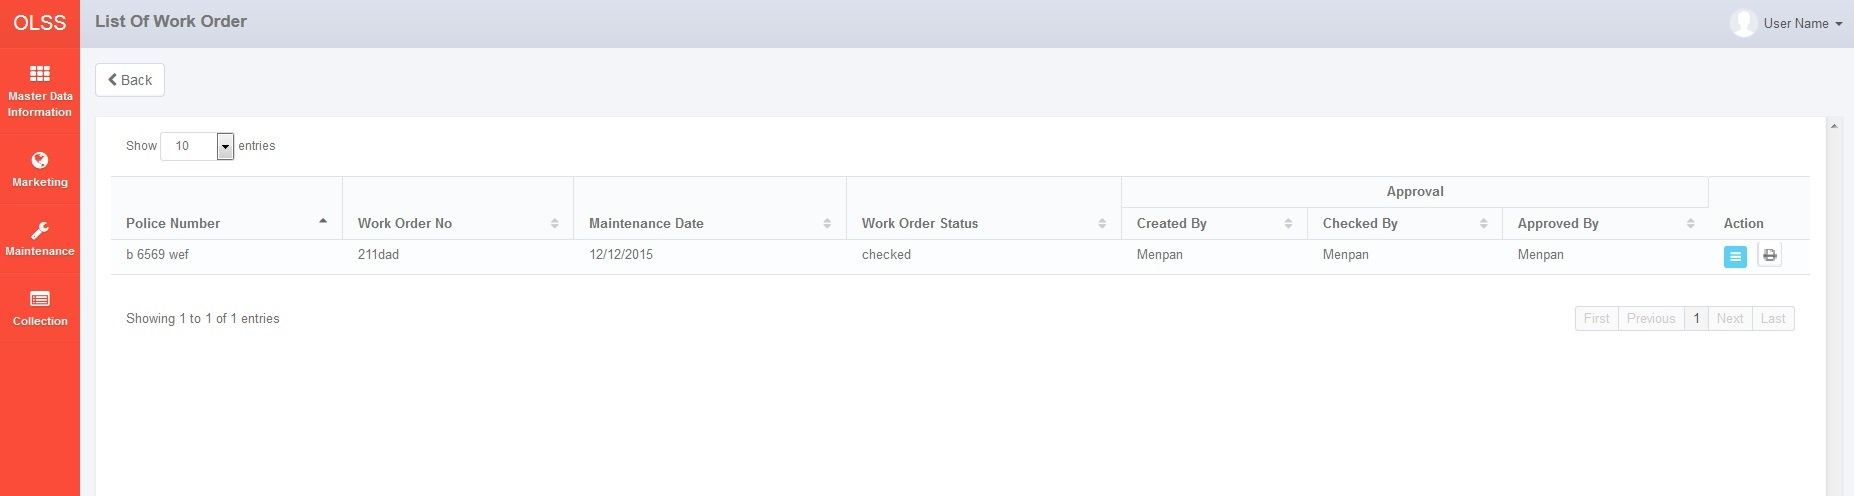 OLSS
List Of Work Order
User Name
Master Data
Information
Marketing
Maintenance
Collection
Back
Show 10 entries
Approval
Police Number Work Order No Maintenance Date Work Order Status Created By Checked By Approved By Action
b 6569 wef 211dad 12/12/2015 checked Menpan Menpan Menpan
Showing 1 to 1 of 1 entries
First Previous 1 Next Last